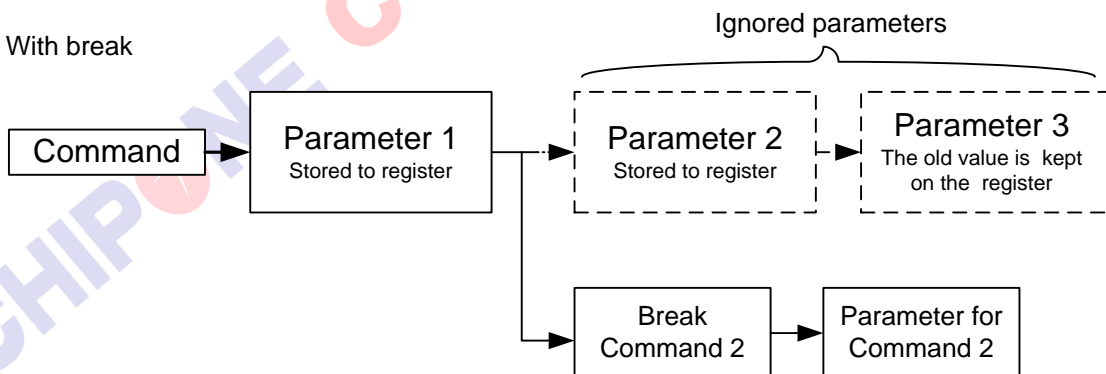 With break
Ignored parameters
Command
Parameter 1
Stored to register
Parameter 2
Stored to register
Parameter 3
The old value is kept
on the register
Break
Command 2
Parameter for
Command 2
CHIPONE C